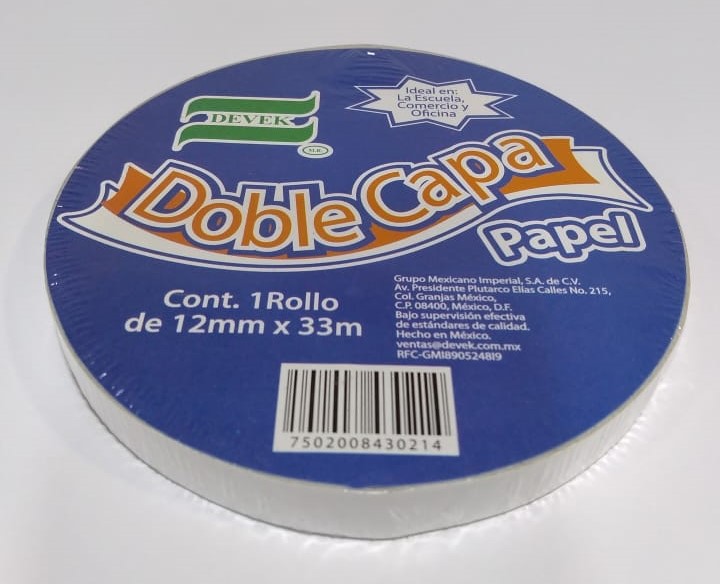 Ideal en:
La Escuela,
Comercio y
Oficina
DEVEK
M.R.
Doble Capa
Papel
Cont. 1Rollo
de 12mm x 33m
Grupo Mexicano Imperial, S.A. de C.V.
Av. Presidente Plutarco Elías Calles No. 215,
Col. Granjas México,
C.P. 08400, México, D.F.
Bajo supervisión efectiva
de estándares de calidad.
Hecho en México.
ventas@devek.com.mx
RFC-GMI8905248I9
7502008430214